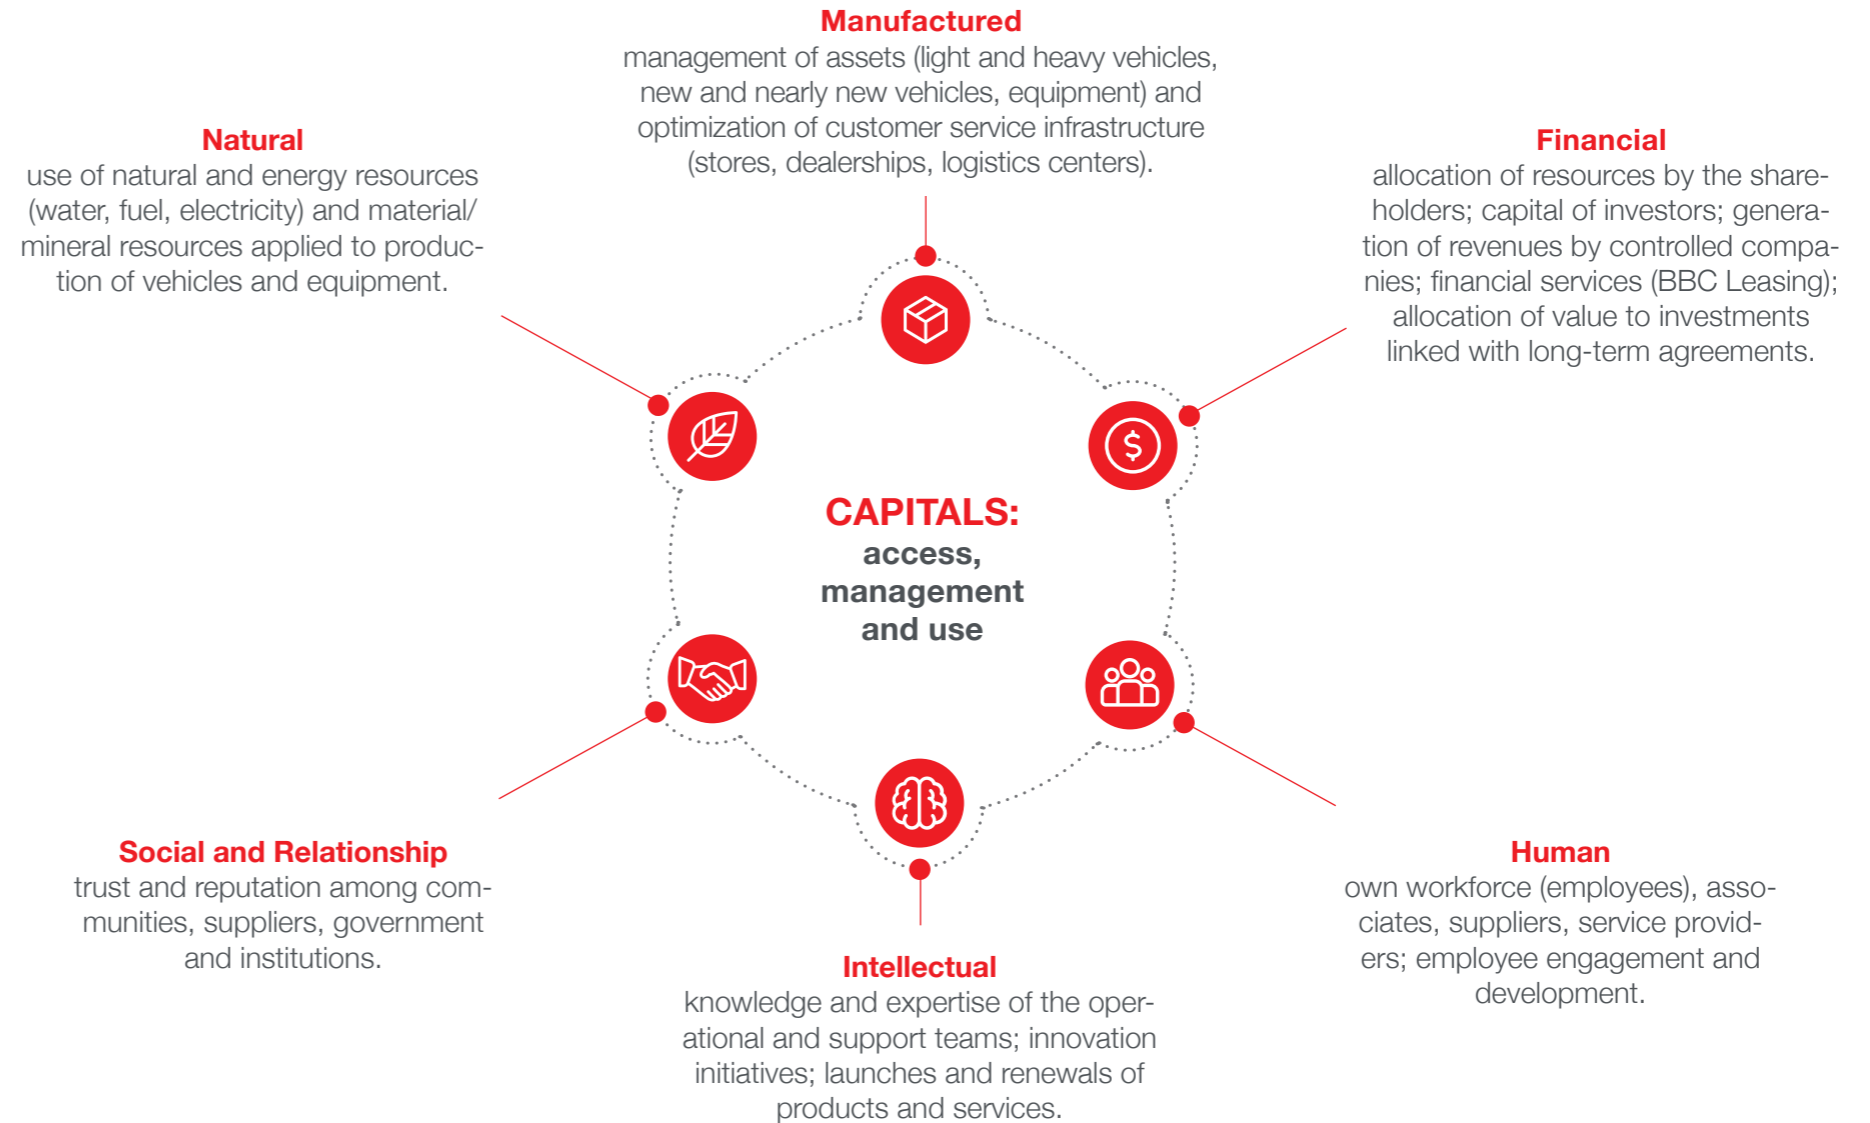 Manufactured
management of assets (light and heavy vehicles,
new and nearly new vehicles, equipment) and
optimization of customer service infrastructure
(stores, dealerships, logistics centers).
Natural
use of natural and energy resources
(water, fuel, electricity) and material/
mineral resources applied to produc-
tion of vehicles and equipment.
Financial
allocation of resources by the share-
holders; capital of investors; genera-
tion of revenues by controlled compa-
nies; financial services (BBC Leasing);
allocation of value to investments
linked with long-term agreements.
$
CAPITALS:
access,
management
and use
Social and Relationship
trust and reputation among com-
munities, suppliers, government
and institutions.
Human
own workforce (employees), asso-
ciates, suppliers, service provid-
ers; employee engagement and
development.
Intellectual
knowledge and expertise of the oper-
ational and support teams; innovation
initiatives; launches and renewals of
products and services.